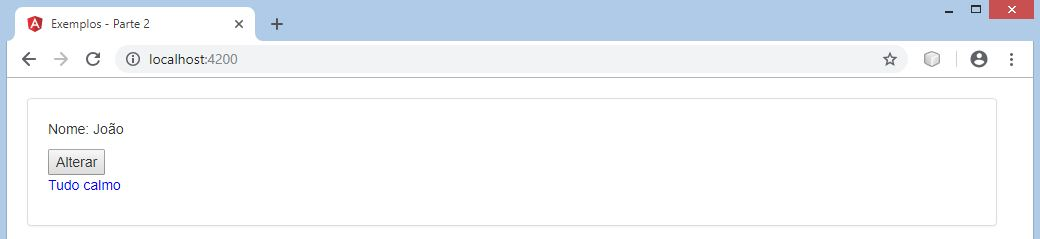 Exemplos - Parte 2
localhost:4200
Nome: João
Alterar
Tudo calmo